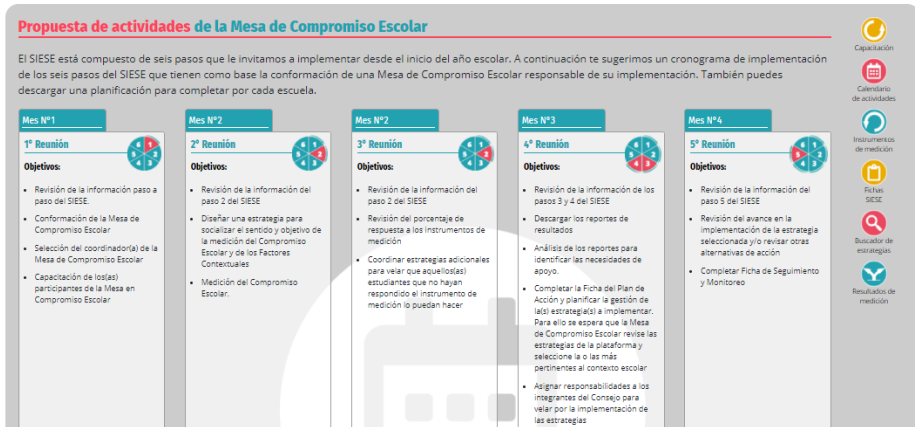 Propuesta de actividades de la Mesa de Compromiso Escolar
El SIESE está compuesto de seis pasos que le invitamos a implementar desde el inicio del año escolar. A continuación te sugerimos un cronograma de implementación
de los seis pasos del SIESE que tienen como base la conformación de una Mesa de Compromiso Escolar responsable de su implementación. También puedes
descargar una planificación para completar por cada escuela.
Mes N°1
1° Reunión
Objetivos:
• Revisión de la información paso a
paso del SIESE.
• Conformación de la Mesa de
Compromiso Escolar
• Selección del coordinador(a) de la
Mesa de Compromiso Escolar
• Capacitación de los(as)
participantes de la Mesa en
Compromiso Escolar
Mes N°2
2° Reunión
Objetivos:
• Revisión de la información del
paso 2 del SIESE
• Diseñar una estrategia para
socializar el sentido y objetivo de
la medición del Compromiso
Escolar y de los Factores
Contextuales
• Medición del Compromiso
Escolar.
Mes N°2
3° Reunión
Objetivos:
• Revisión de la información del
paso 2 del SIESE
• Revisión del porcentaje de
respuesta a los instrumentos de
medición
• Coordinar estrategias adicionales
para velar que aquellos(as)
estudiantes que no hayan
respondido el instrumento de
medición lo puedan hacer
Mes N°3
4° Reunión
Objetivos:
• Revisión de la información de los
pasos 3 y 4 del SIESE
• Descargar los reportes de
resultados
• Análisis de los reportes para
identificar las necesidades de
apoyo.
• Completar la Ficha del Plan de
Acción y planificar la gestión de
la(s) estrategia(s) a implementar.
Para ello se espera que la Mesa
de Compromiso Escolar revise las
estrategias de la plataforma y
seleccione la o las más
pertinentes al contexto escolar
• Asignar responsabilidades a los
integrantes del Consejo para
velar por la implementación de
las estrategias
Mes N°4
5° Reunión
Objetivos:
• Revisión de la información del
paso 5 del SIESE
• Revisión del avance en la
implementación de la estrategia
seleccionada y/o revisar otras
alternativas de acción
• Completar Ficha de Seguimiento
y Monitoreo
Capacitación
Calendario
de actividades
Instrumentos
de medición
Fichas
SIESE
Buscador de
estralegias
Resultados de
medición